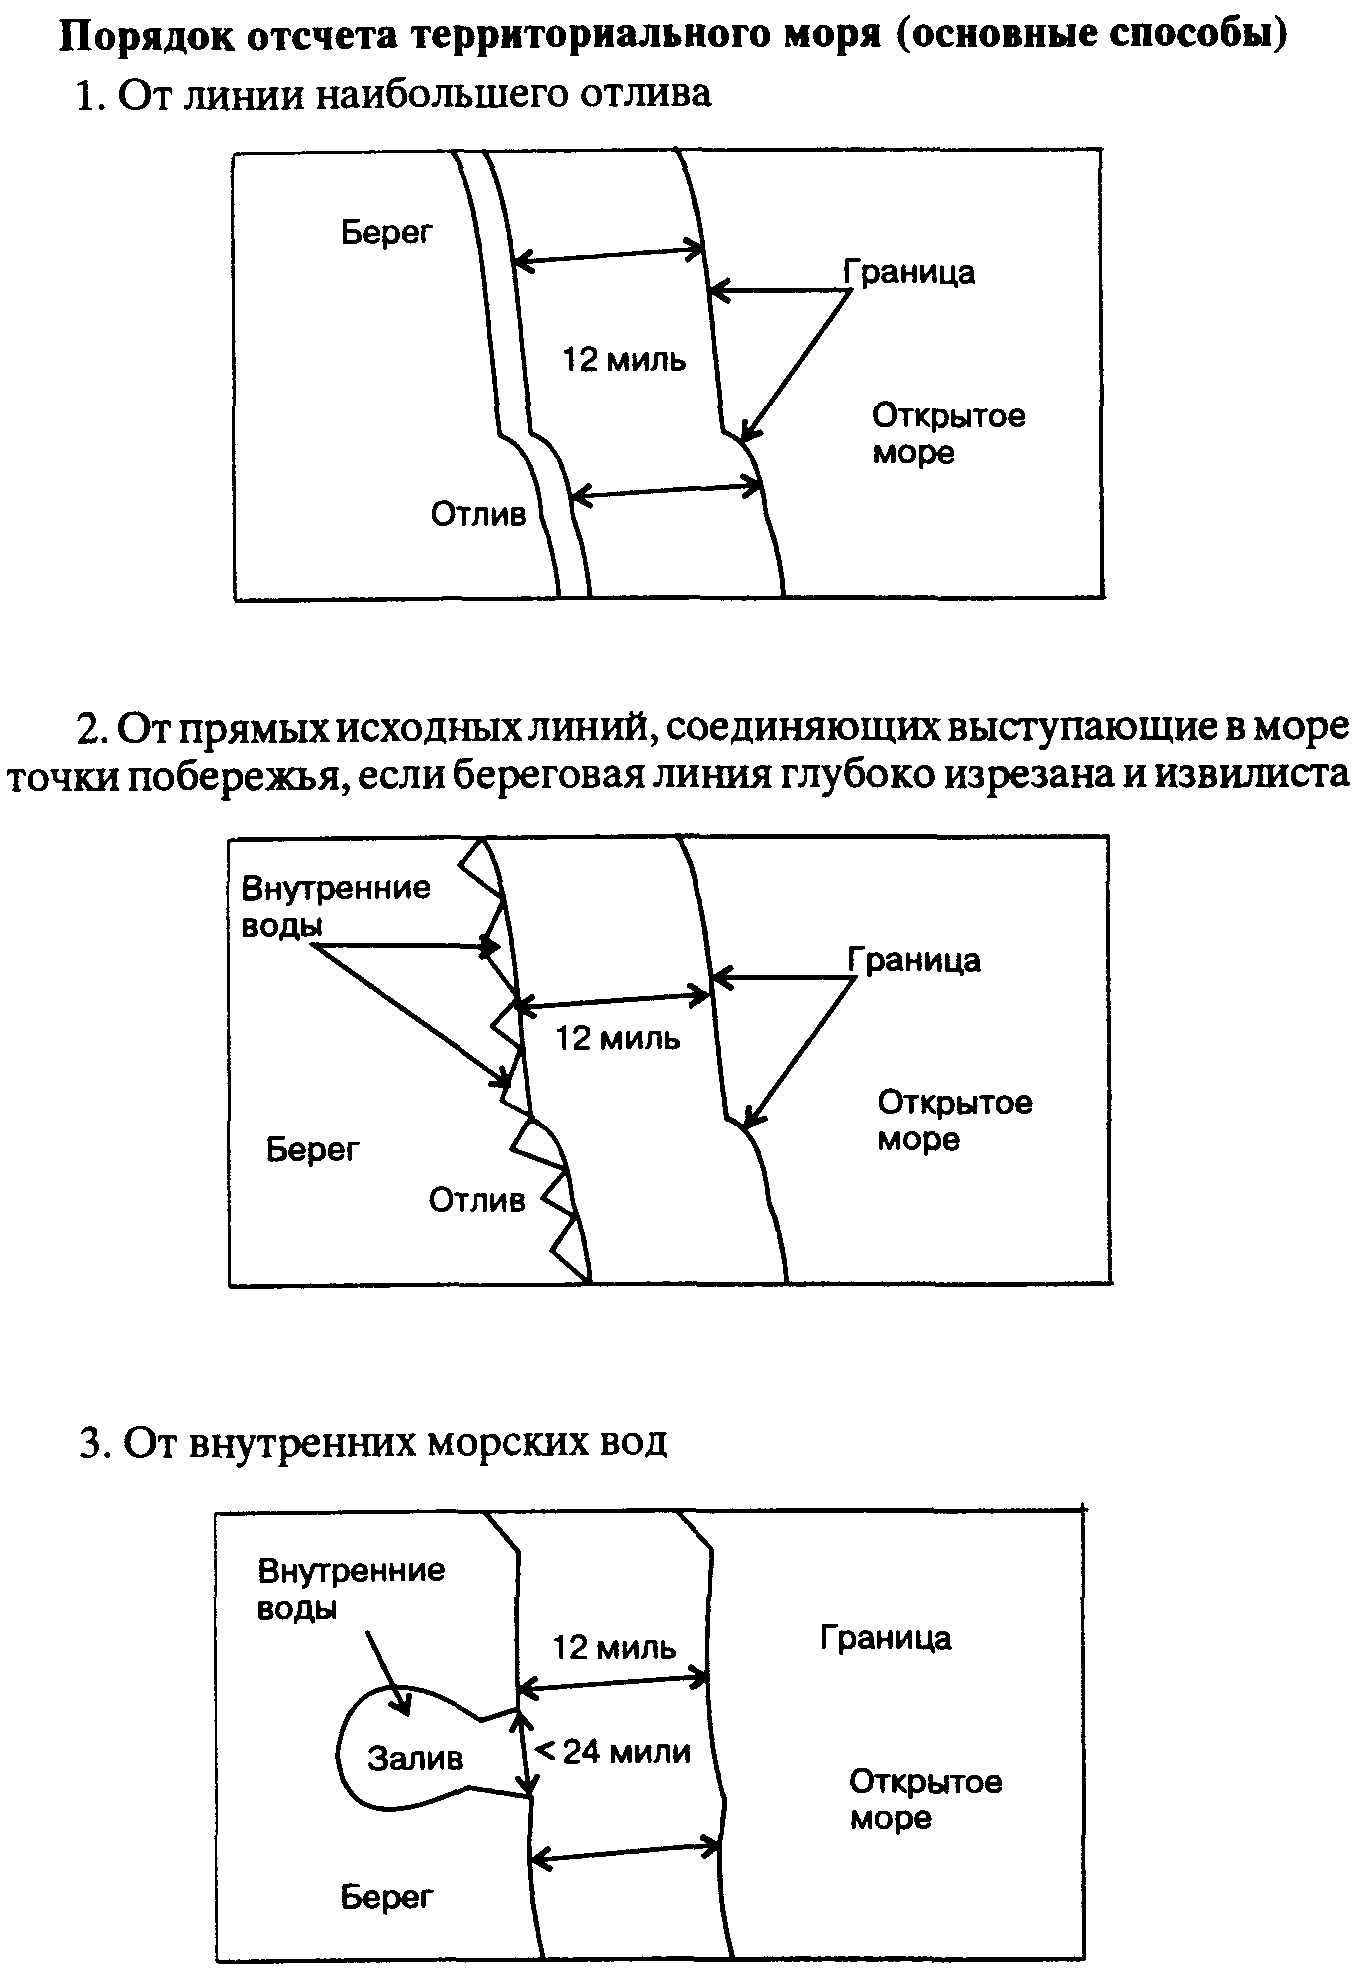 Порядок отсчета территориального моря (основные способы)
1. От линии наибольшего отлива
Берег
Граница
12 миль
Открытое
море
Отлив
2. От прямых исходных линий, соединяющих выступающие в море
точки побережья, если береговая линия глубоко изрезана и извилиста
Внутренние
воды
Граница
12 миль
Открытое
море
Берег
Отлив
3. От внутренних морских вод
Внутренние
воды
12 миль
Граница
Залив
< 24 мили
Открытое
море
Берег